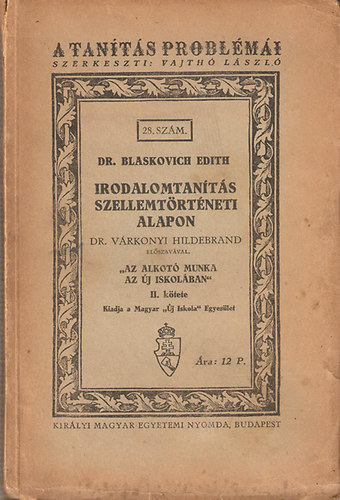 A TANÍTÁS PROBLÉMÁI
SZERKESZTI: VAJTHÓ LÁSZLÓ
28. SZÁM.
DR. BLASKOVICH EDITH
IRODALOMTANÍTÁS
SZELLEMTÖRTÉNETI
ALAPON
DR. VÁRKONYI HILDEBRAND
ELŐSZAVÁVAL
„AZ ALKOTÓ MUNKA
AZ ÚJ ISKOLÁBAN“
II. kötete
Kiadja a Magyar „Új Iskola“ Egyesület
Ára: 12 P.
KIRÁLYI MAGYAR EGYETEMI NYOMDA, BUDAPEST